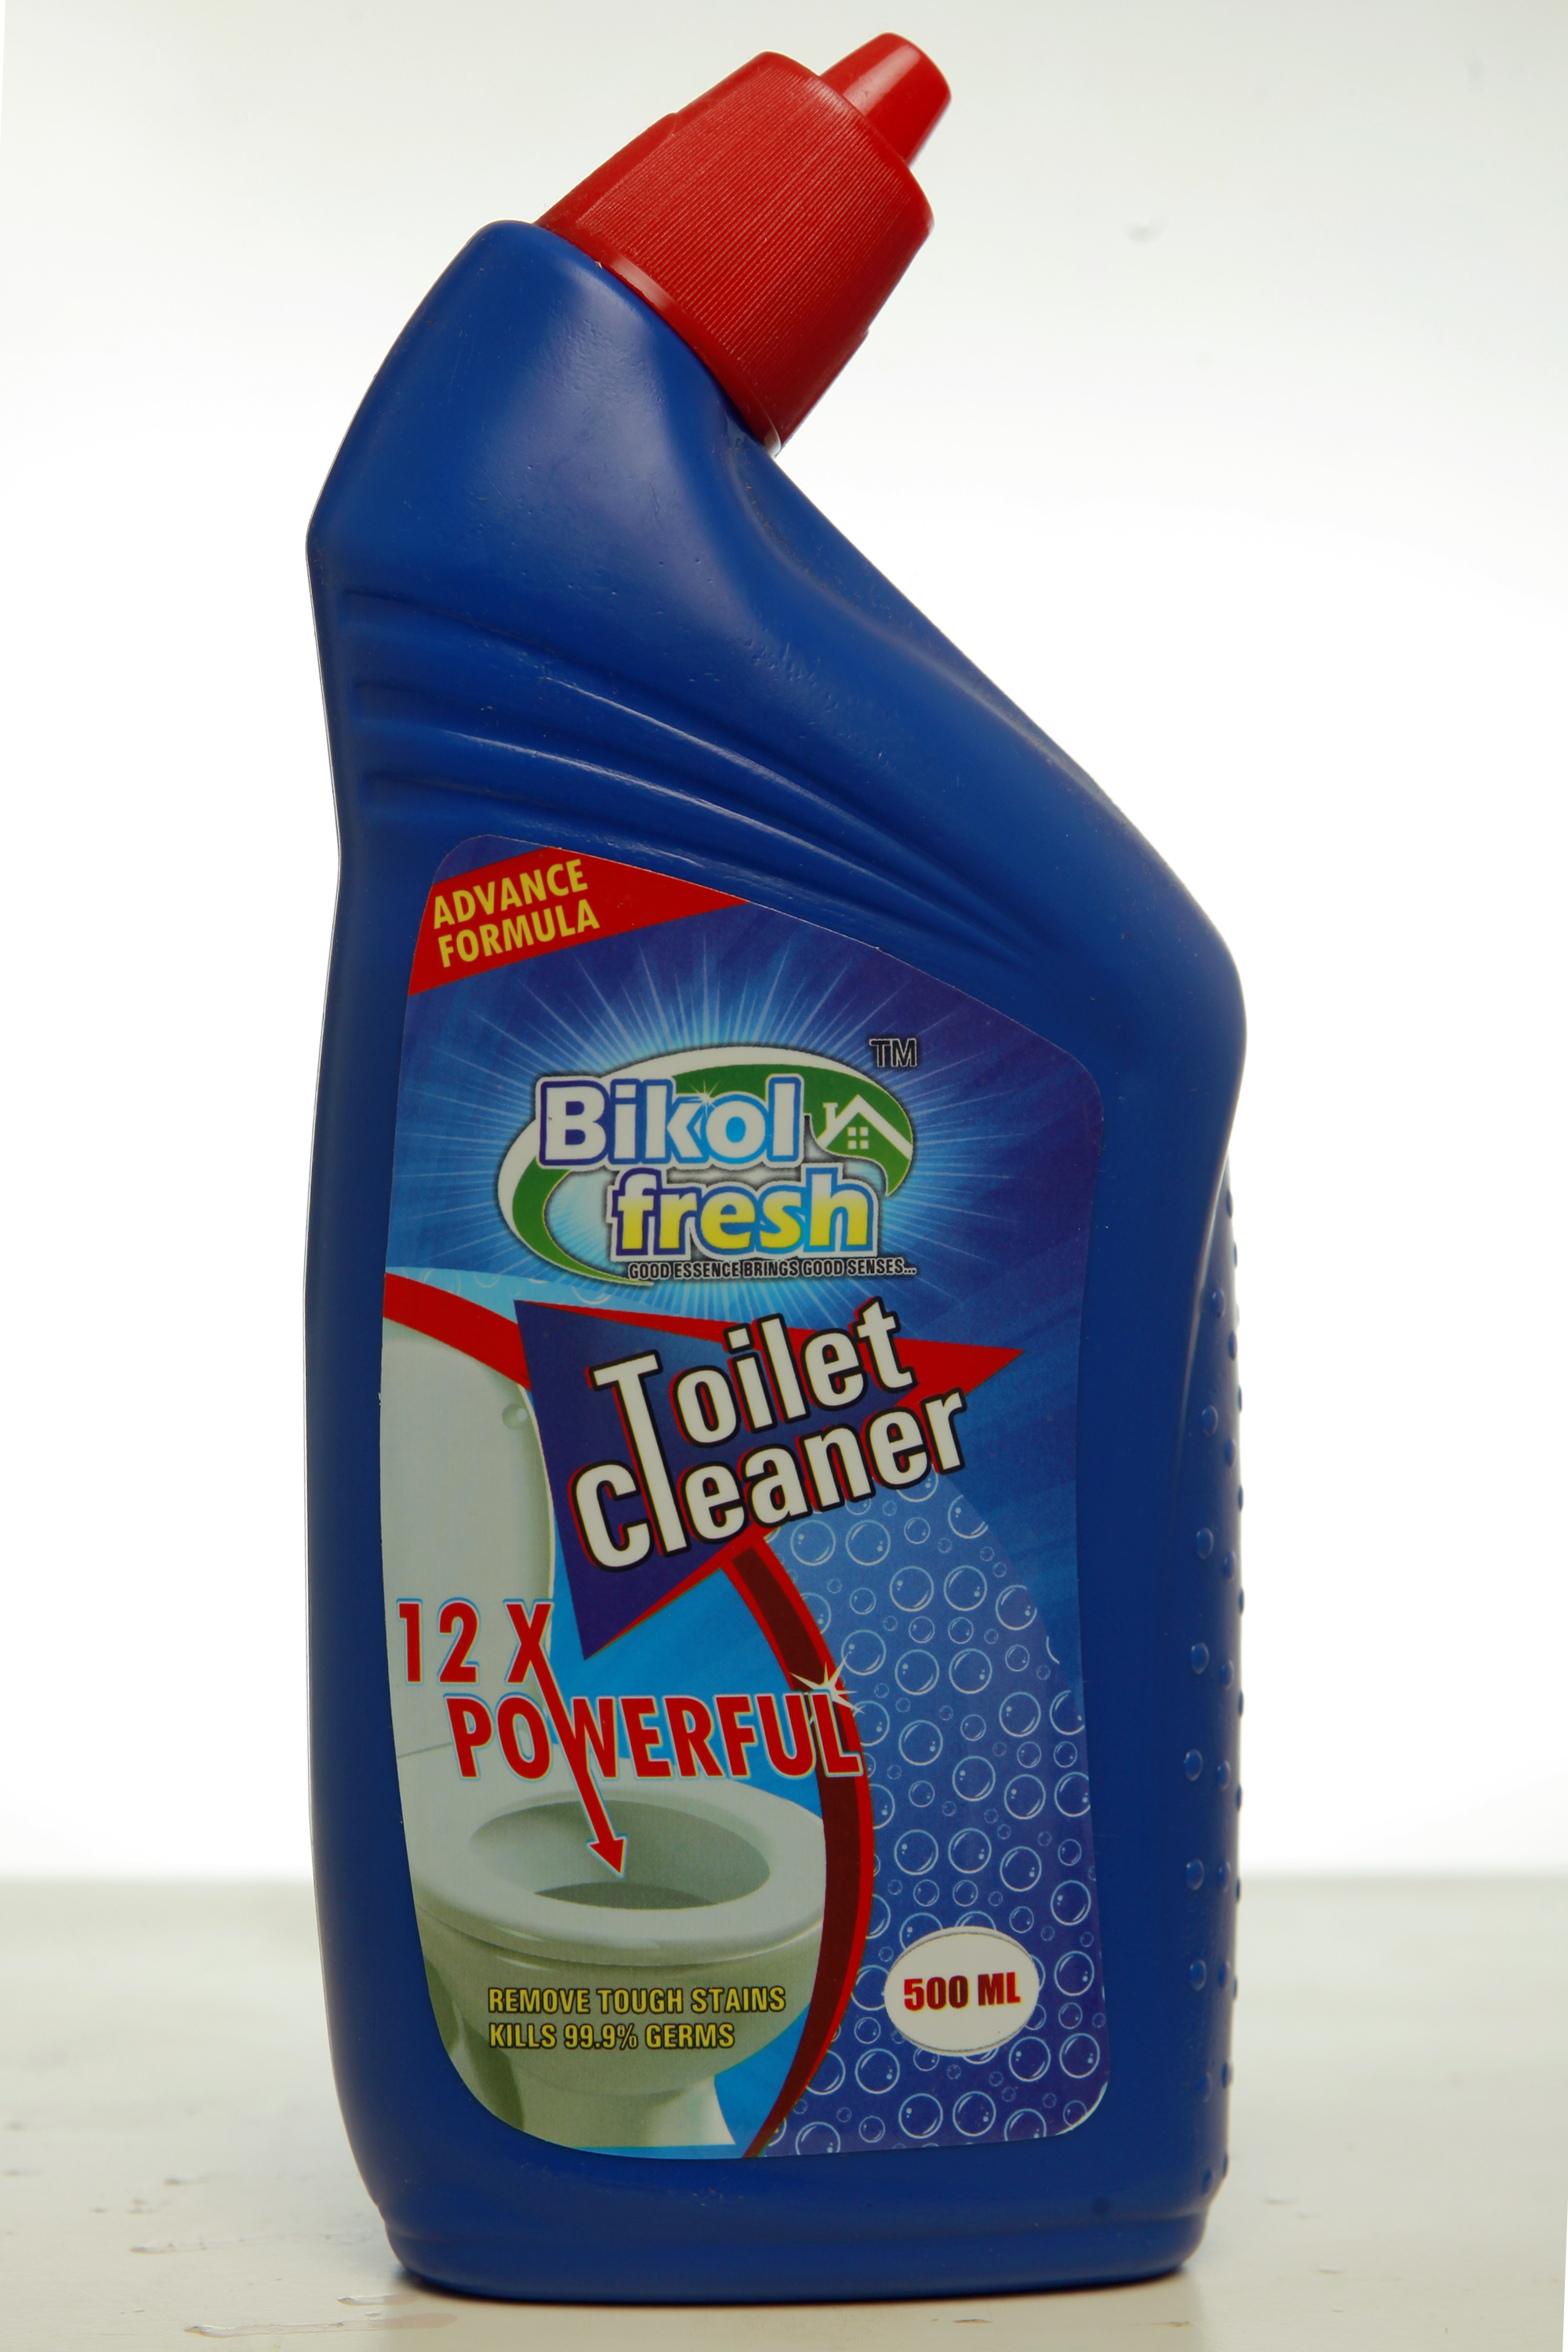 ADVANCE
FORMULA
TM
Bikol
fresh
GOOD ESSENCE BRINGS GOOD SENSES...
Toilet
Cleaner
12 X
POWERFUL
REMOVE TOUGH STAINS
KILLS 99.9% GERMS
500 ML